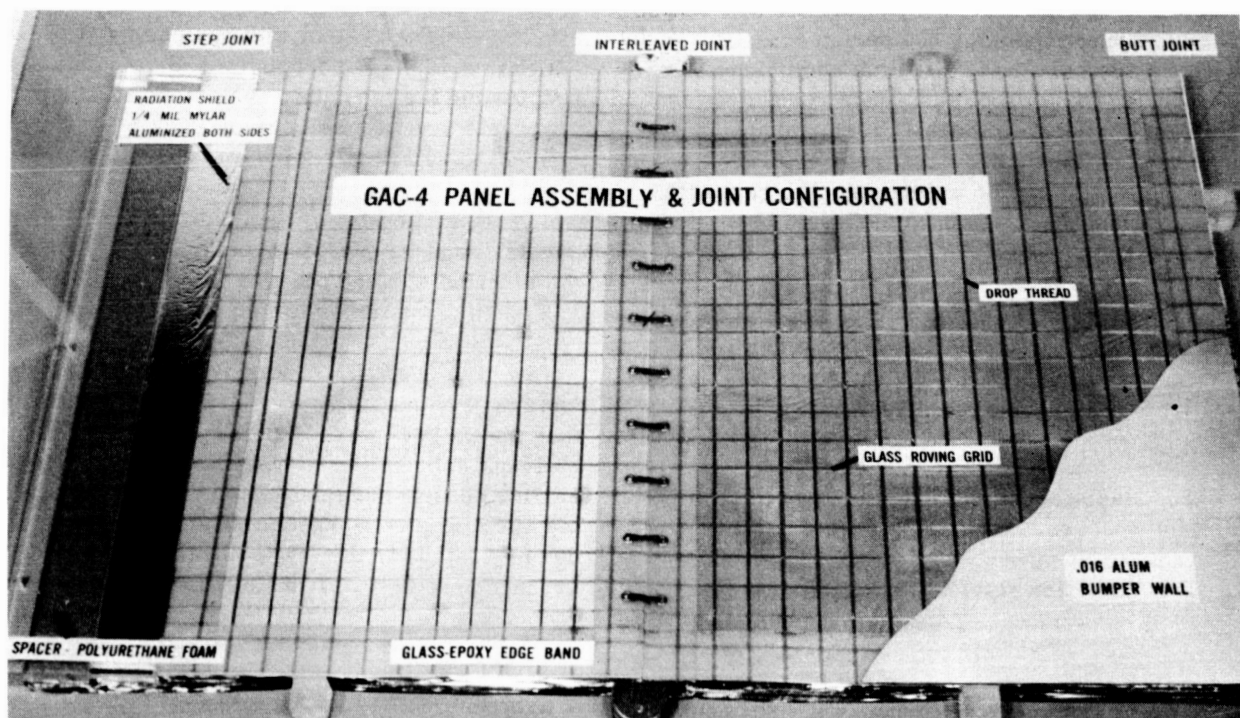 STEP JOINT
INTERLEAVED JOINT
BUTT JOINT
RADIATION SHIELD
1/4 MIL MYLAR
ALUMINIZED BOTH SIDES
GAC-4 PANEL ASSEMBLY & JOINT CONFIGURATION
DROP THREAD
GLASS ROVING GRID
.016 ALUM
BUMPER WALL
SPACER - POLYURETHANE FOAM
GLASS-EPOXY EDGE BAND